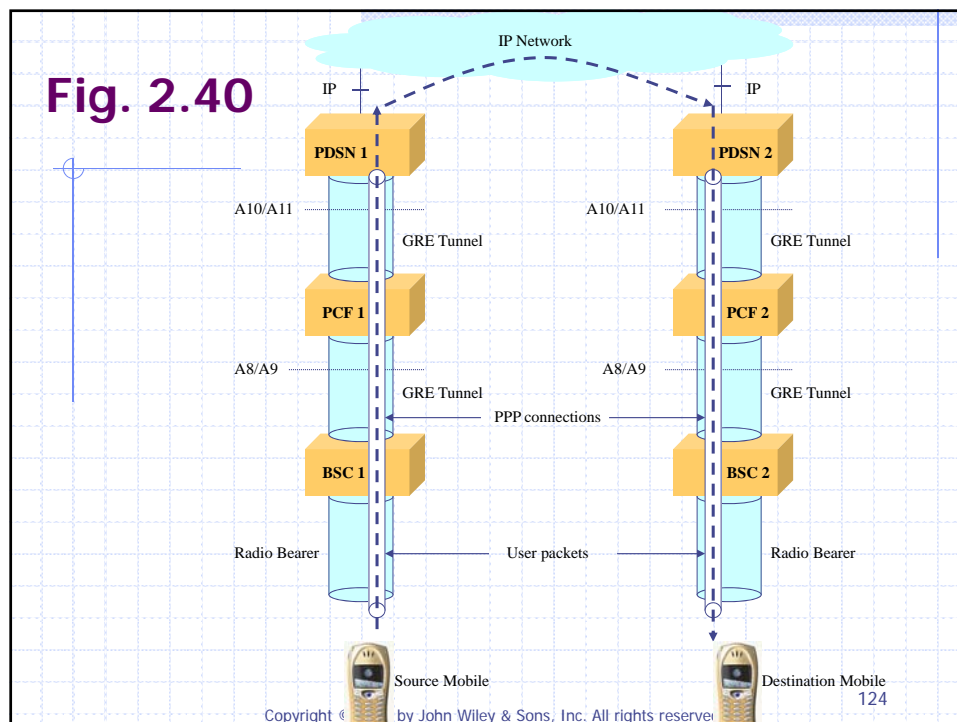 IP Network
Fig. 2.40
IP
IP
PDSN 1
PDSN 2
A10/A11
A10/A11
GRE Tunnel
GRE Tunnel
PCF 1
PCF 2
A8/A9
A8/A9
GRE Tunnel
GRE Tunnel
PPP connections
BSC 1
BSC 2
Radio Bearer
User packets
Radio Bearer
Source Mobile
Destination Mobile
124
Copyright © by John Wiley & Sons, Inc. All rights